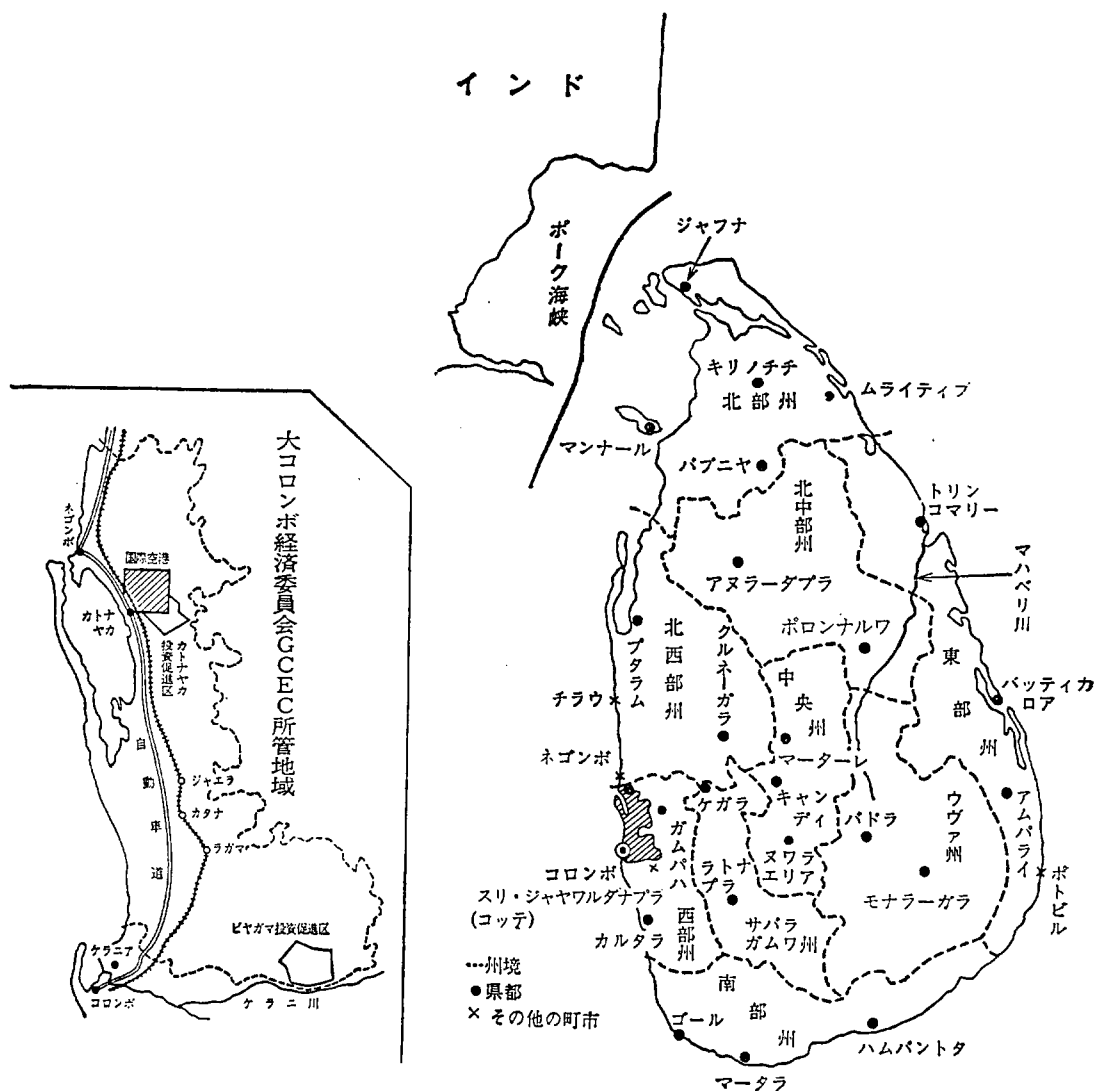 インド
ポーク海峡
ジャフナ
キリノチチ
北部州
ムライティブ
マンナール
バブニヤ
北中部州
トリン
コマリー
マハベリ川
アヌラーダプラ
ポロンナルワ
プタラム
北西部州
クルネーガラ
中央州
東部州
バッティカ
ロア
チラウ
マーターレ
ネゴンボ
ケガラ
キャン
ディ
バドラ
ウヴァ州
アムパライ
ガムパハ
ヌワラ
エリア
ラトナ
プラ
コロンボ
スリ・ジャヤワルダナプラ
(コッテ)
モナラーガラ
ポトビル
カルタラ
西部州
サバラ
ガムワ州
南部州
ゴール
マータラ
ハムバントタ
---州境
●県都
×その他の町市
大コロンボ経済委員会GCEC所管地域
ネゴンボ
国際空港
カトナ
ヤカ
カトナヤカ
投資促進区
自動車道
ジャエラ
カタナ
ラガマ
ビヤガマ投資促進区
ケラニア
コロンボ
ケラニ川